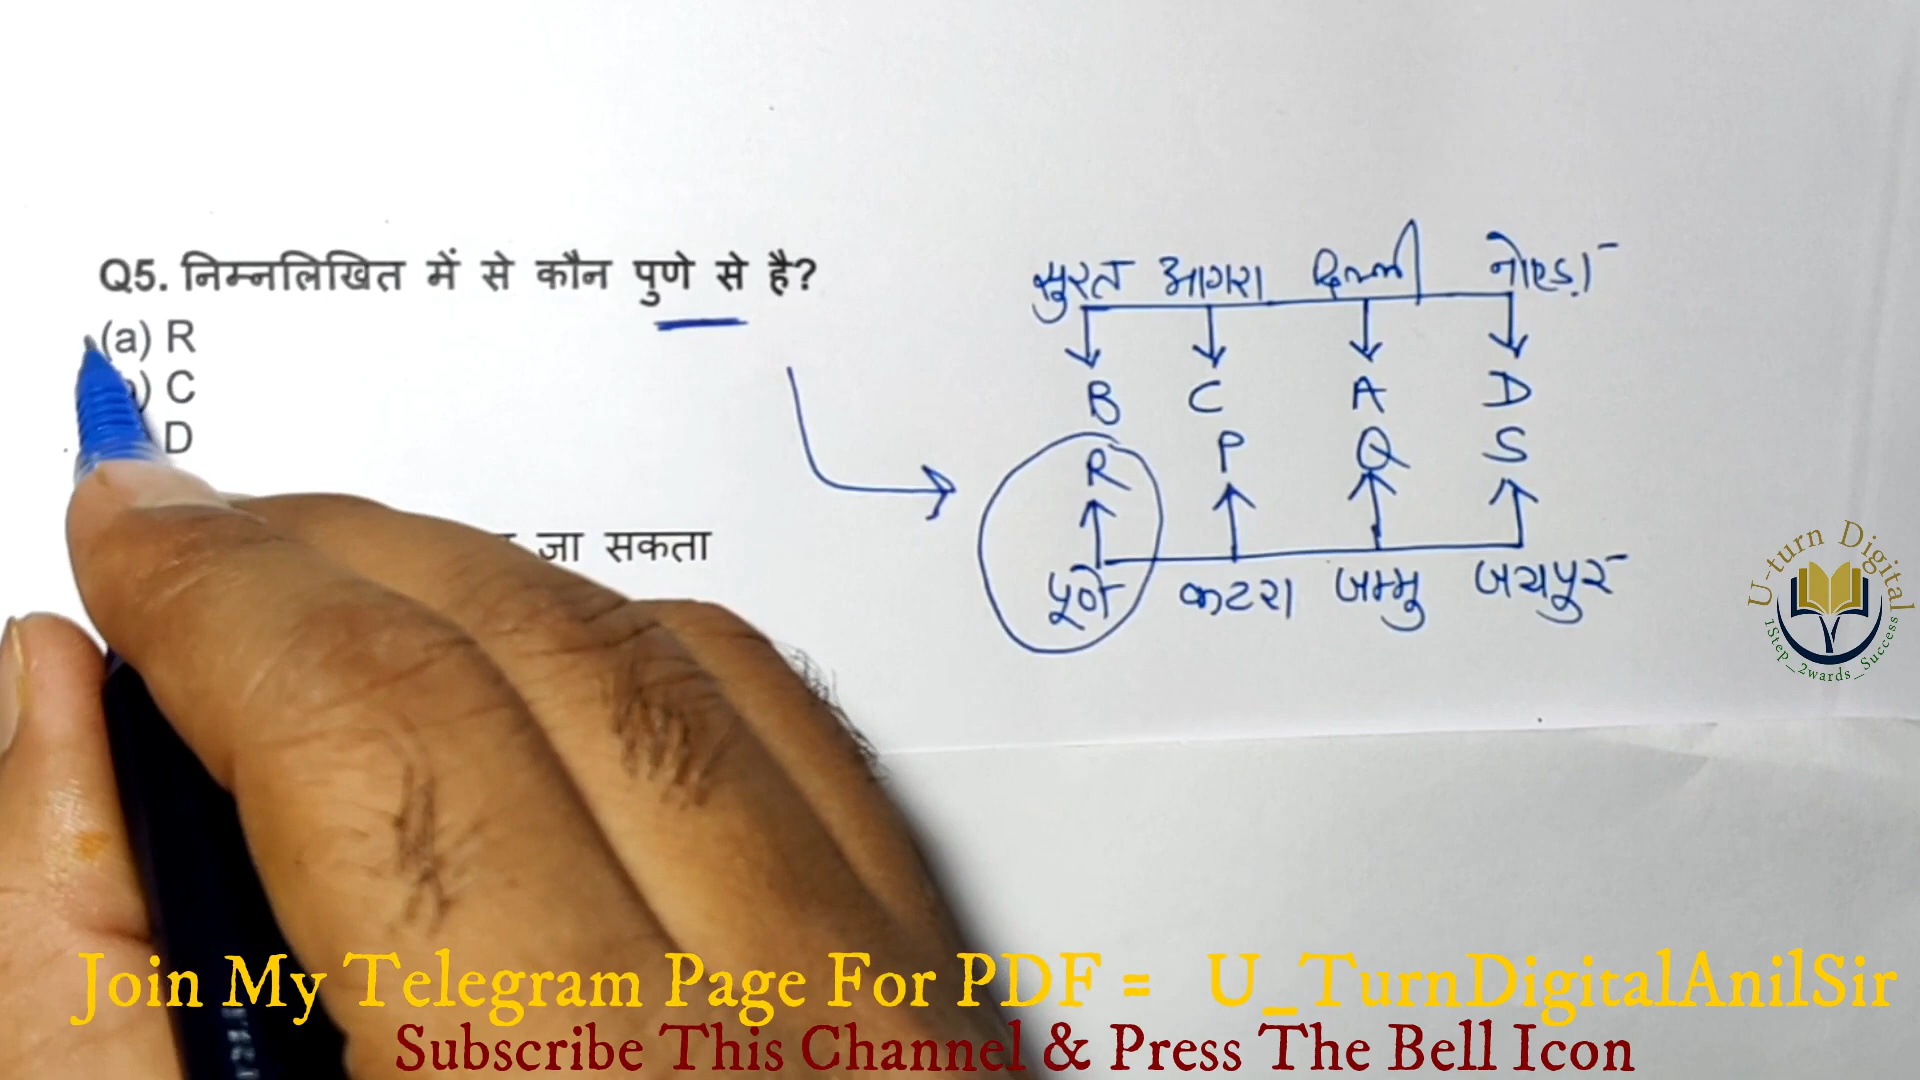 Q5. निम्नलिखित में से कौन पुणे से है?
(a) R
) C
D
जा सकता
सुरत आगरा दिल्ली नोएडा
B C A D
R P Q S
पूणे कटरा जम्मु जयपुर
U-turn Digital
1Step_2wards_Success
Join My Telegram Page For PDF = U_TurnDigitalAnilSir
Subscribe This Channel & Press The Bell Icon